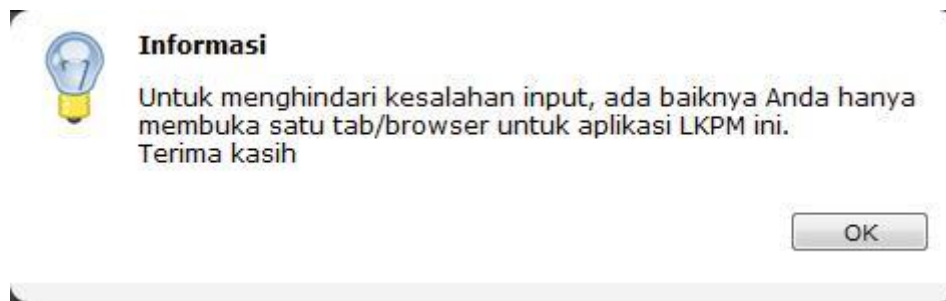 Informasi
Untuk menghindari kesalahan input, ada baiknya Anda hanya
membuka satu tab/browser untuk aplikasi LKPM ini.
Terima kasih
OK